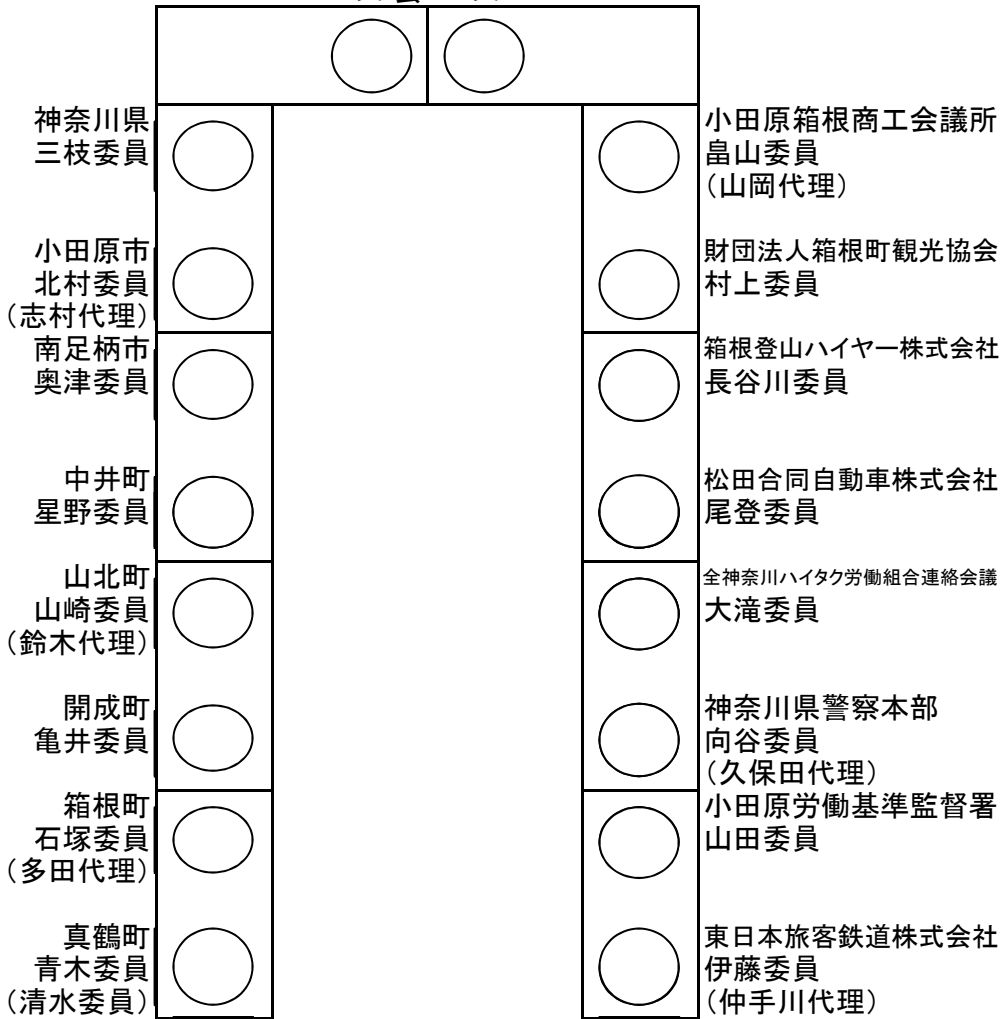 神奈川県
三枝委員
小田原市
北村委員
（志村代理）
南足柄市
奥津委員
中井町
星野委員
山北町
山崎委員
（鈴木代理）
開成町
亀井委員
箱根町
石塚委員
（多田代理）
真鶴町
青木委員
（清水委員）
小田原箱根商工会議所
畠山委員
（山岡代理）
財団法人箱根町観光協会
村上委員
箱根登山ハイヤー株式会社
長谷川委員
松田合同自動車株式会社
尾登委員
全神奈川ハイタク労働組合連絡会議
大滝委員
神奈川県警察本部
向谷委員
（久保田代理）
小田原労働基準監督署
山田委員
東日本旅客鉄道株式会社
伊藤委員
（仲手川代理）